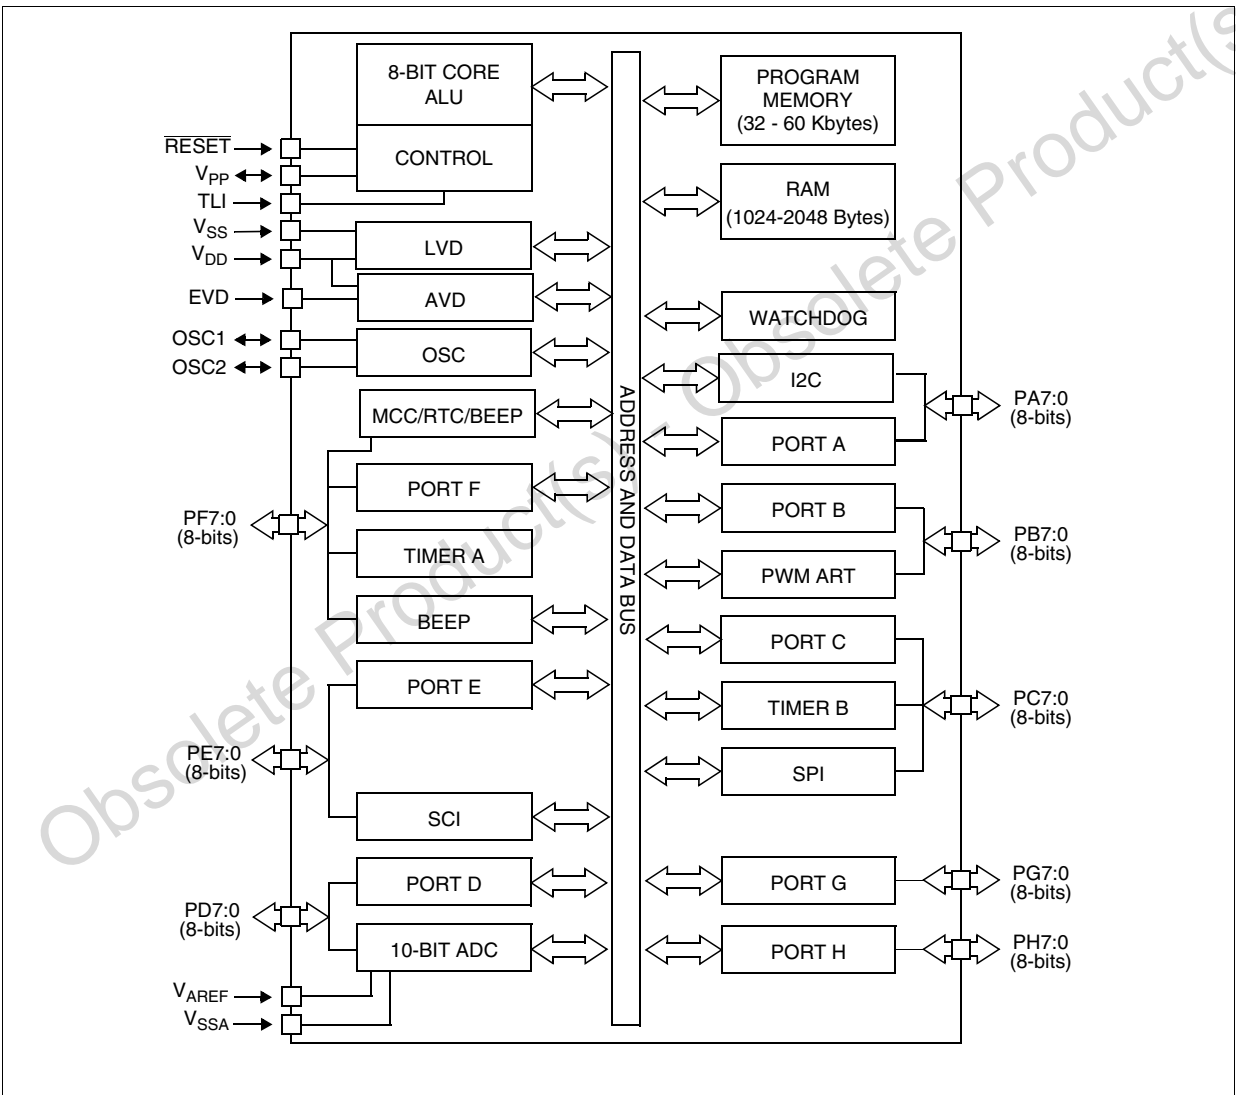 8-BIT CORE
ALU
CONTROL
RESET
VPP
TLI
VSS
VDD
EVD
OSC1
OSC2
LVD
AVD
OSC
MCC/RTC/BEEP
PORT F
TIMER A
BEEP
PF7:0
(8-bits)
PORT E
SCI
PE7:0
(8-bits)
PORT D
10-BIT ADC
PD7:0
(8-bits)
VAREF
VSSA
ADDRESS AND DATA BUS
PROGRAM
MEMORY
(32 - 60 Kbytes)
RAM
(1024-2048 Bytes)
WATCHDOG
I2C
PORT A
PA7:0
(8-bits)
PORT B
PWM ART
PB7:0
(8-bits)
PORT C
TIMER B
SPI
PC7:0
(8-bits)
PORT G
PG7:0
(8-bits)
PORT H
PH7:0
(8-bits)
Obsolete Product(s) - Obsolete Product(s